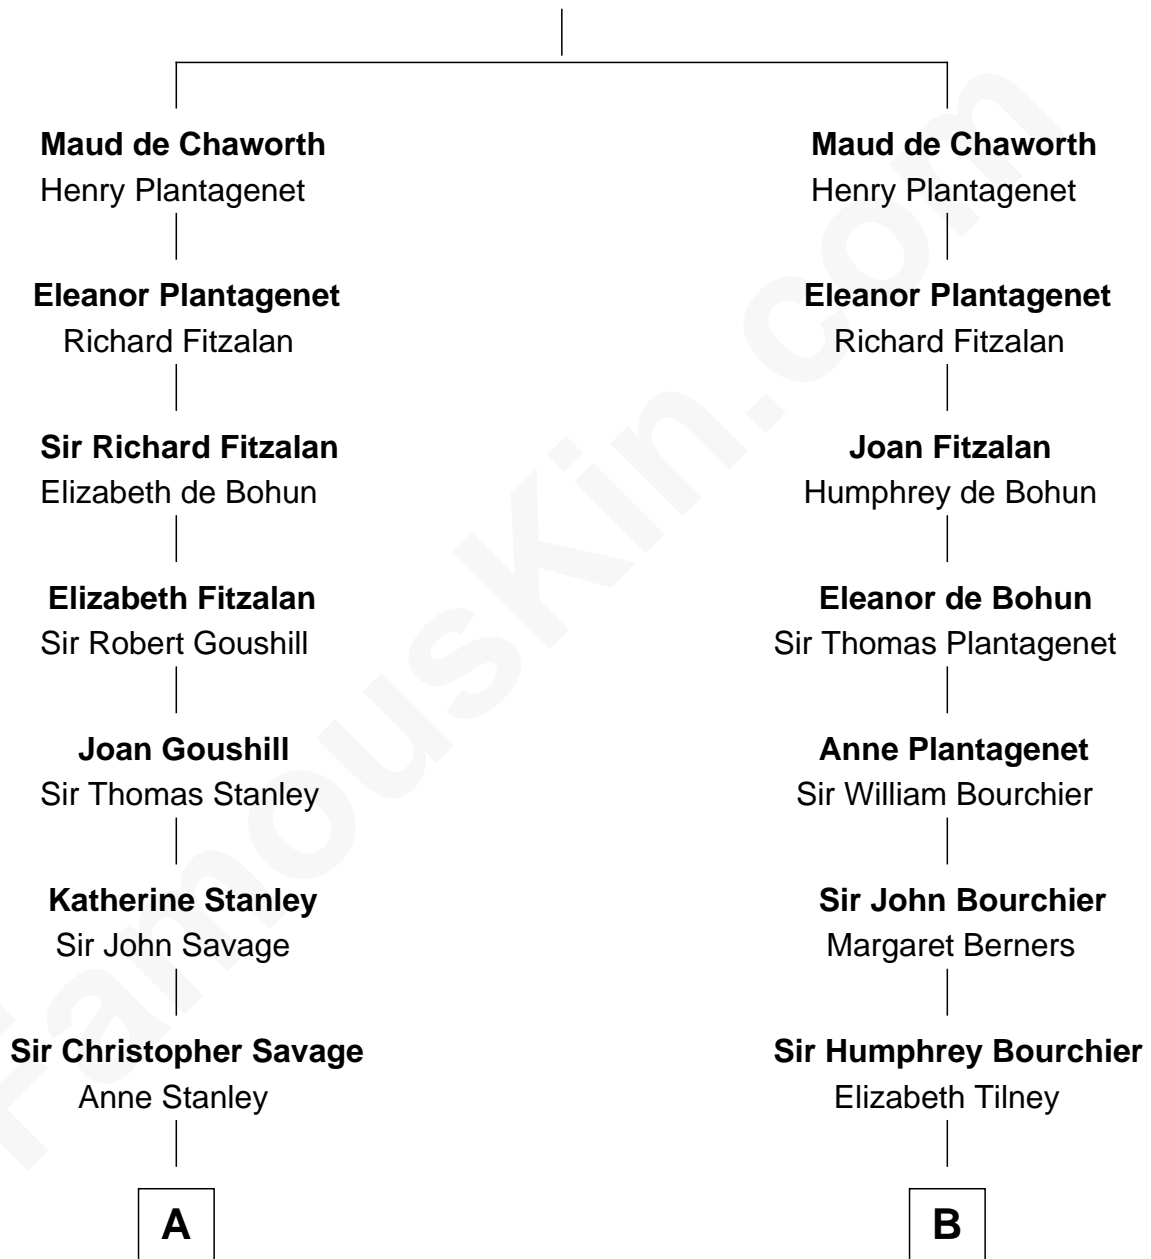 Maud de Chaworth
Henry Plantagenet
Eleanor Plantagenet
Richard Fitzalan
Sir Richard Fitzalan
Elizabeth de Bohun
Elizabeth Fitzalan
Sir Robert Goushill
Joan Goushill
Sir Thomas Stanley
Katherine Stanley
Sir John Savage
Sir Christopher Savage
Anne Stanley
A
Maud de Chaworth
Henry Plantagenet
Eleanor Plantagenet
Richard Fitzalan
Joan Fitzalan
Humphrey de Bohun
Eleanor de Bohun
Sir Thomas Plantagenet
Anne Plantagenet
Sir William Bourchier
Sir John Bourchier
Margaret Berners
Sir Humphrey Bourchier
Elizabeth Tilney
B
FamousKin.com